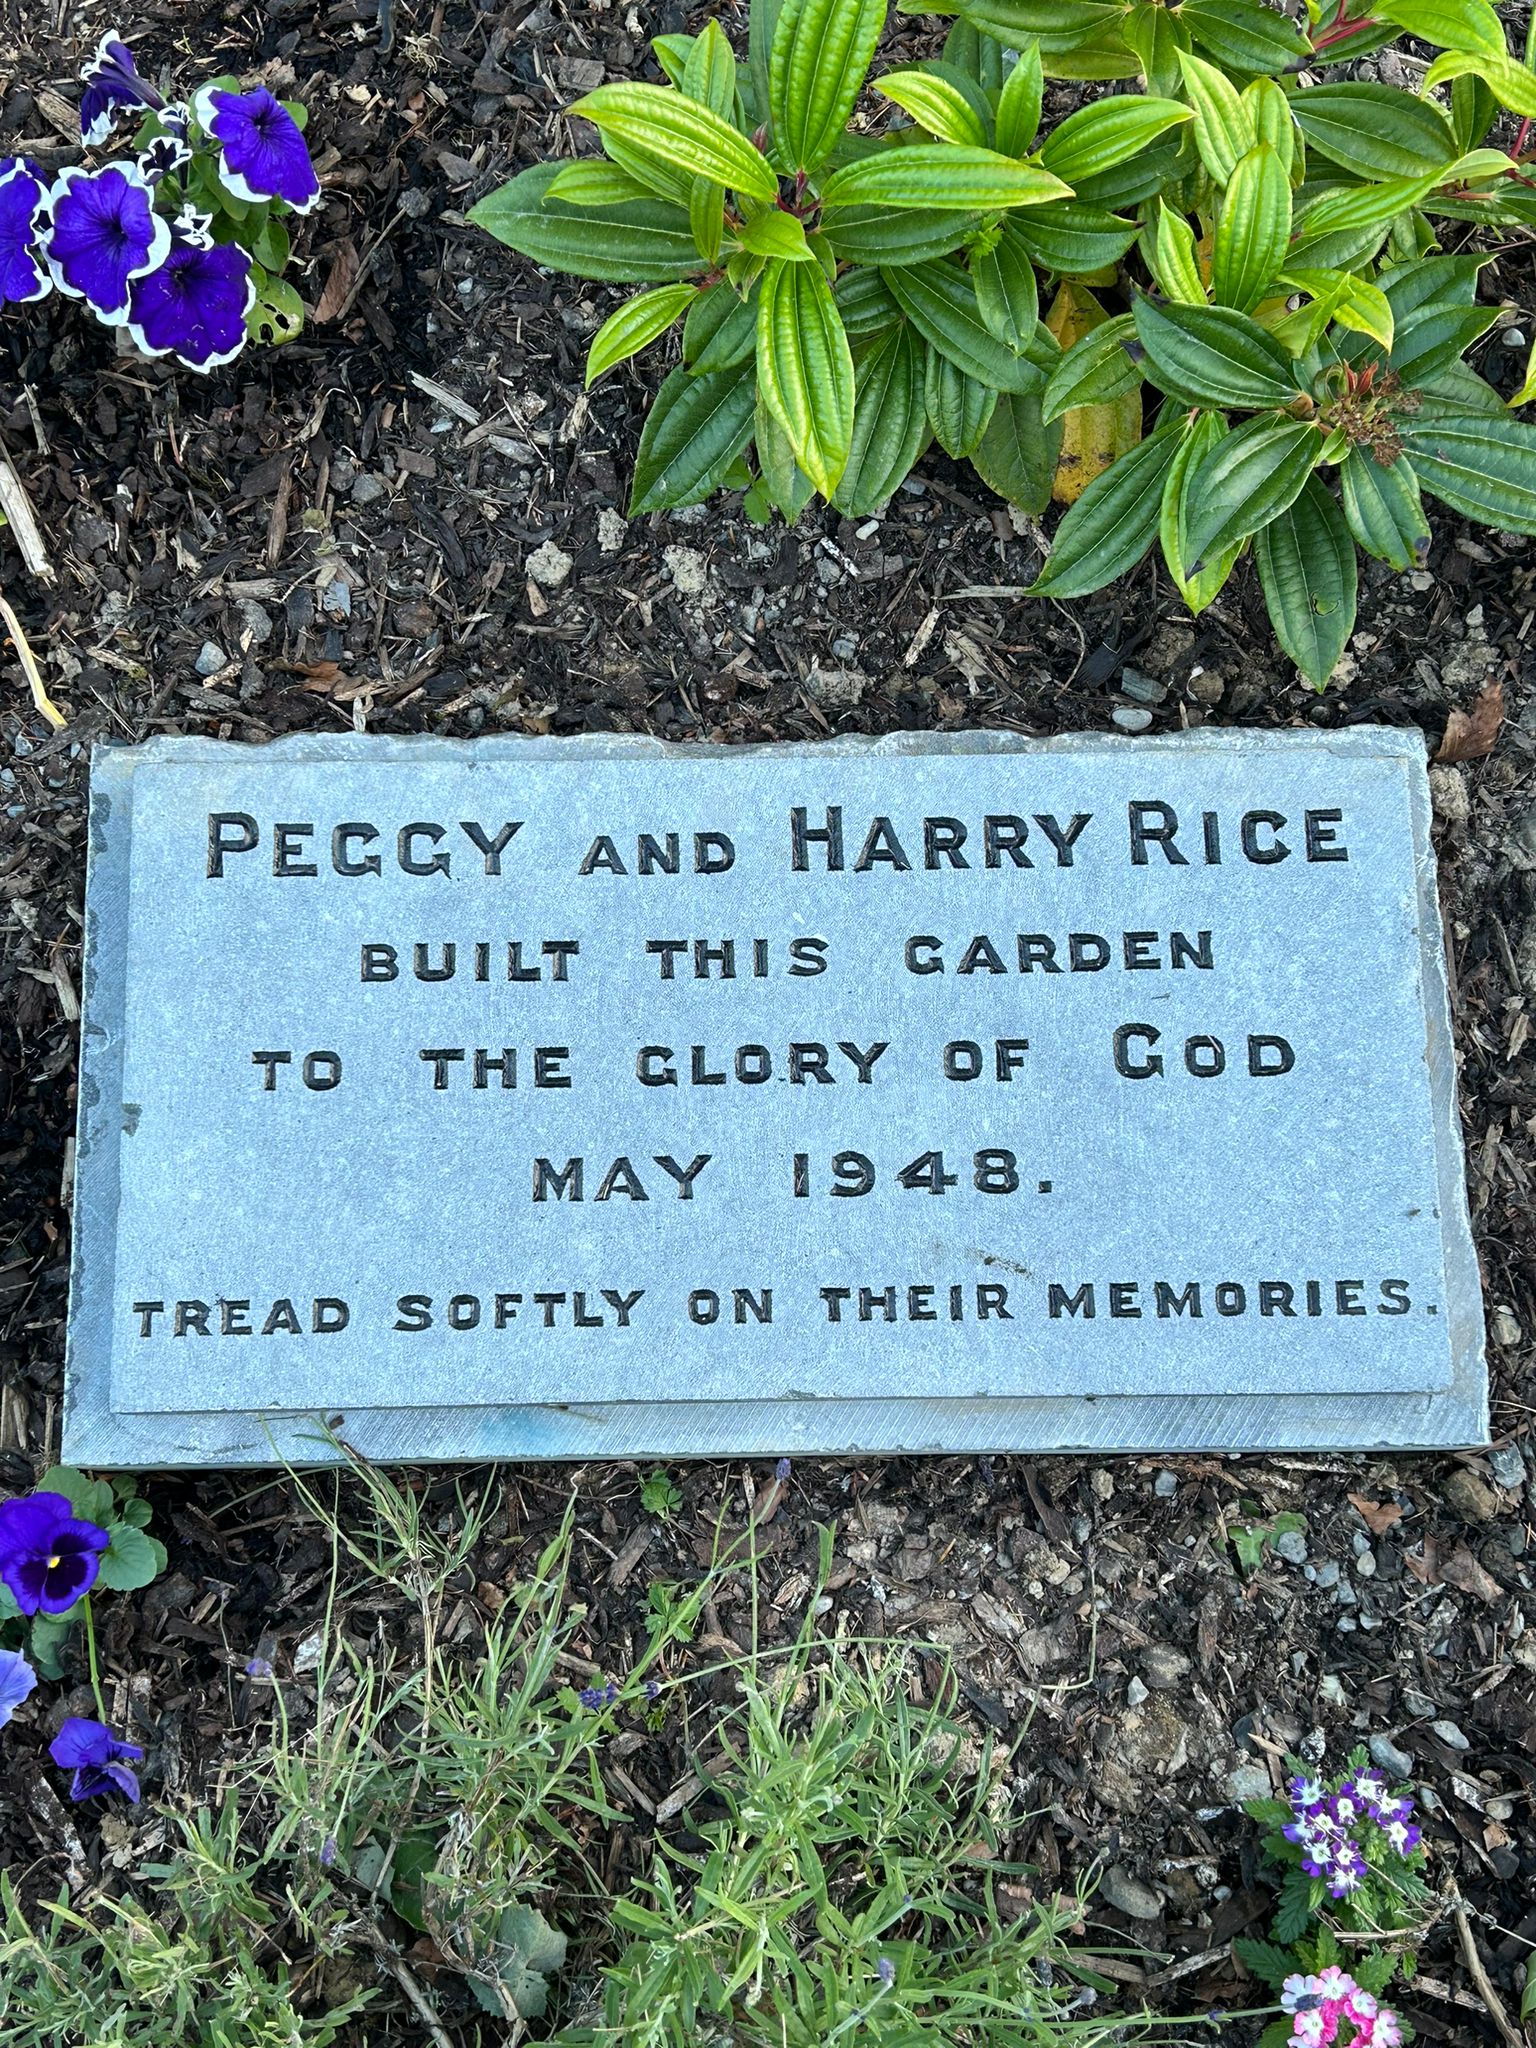 PEGGY AND HARRY RICE
BUILT THIS GARDEN
TO THE GLORY OF GOD
MAY 1948.
TREAD SOFTLY ON THEIR MEMORIES.